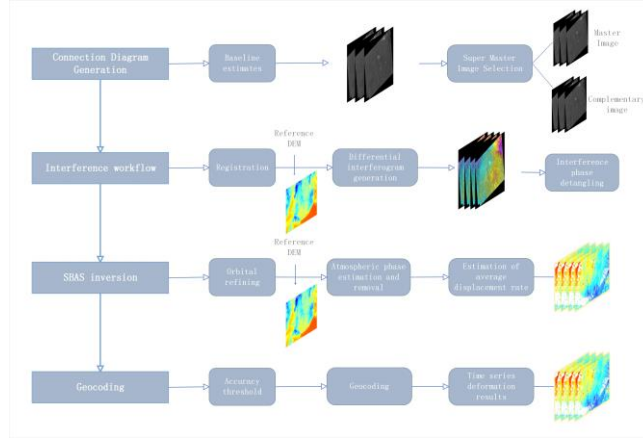 Connection Diagram
Generation
Baseline
estimates
Super Master
Image Selection
Master
Image
Complementary
image
Interference workflow
Registration
Reference
DEM
Differential
interferogram
generation
Interference
phase
detangling
SBAS inversion
Orbital
refining
Reference
DEM
Atmospheric phase
estimation and
removal
Estimation of
average
displacement rate
Geocoding
Accuracy
threshold
Geocoding
Time series
deformation
results